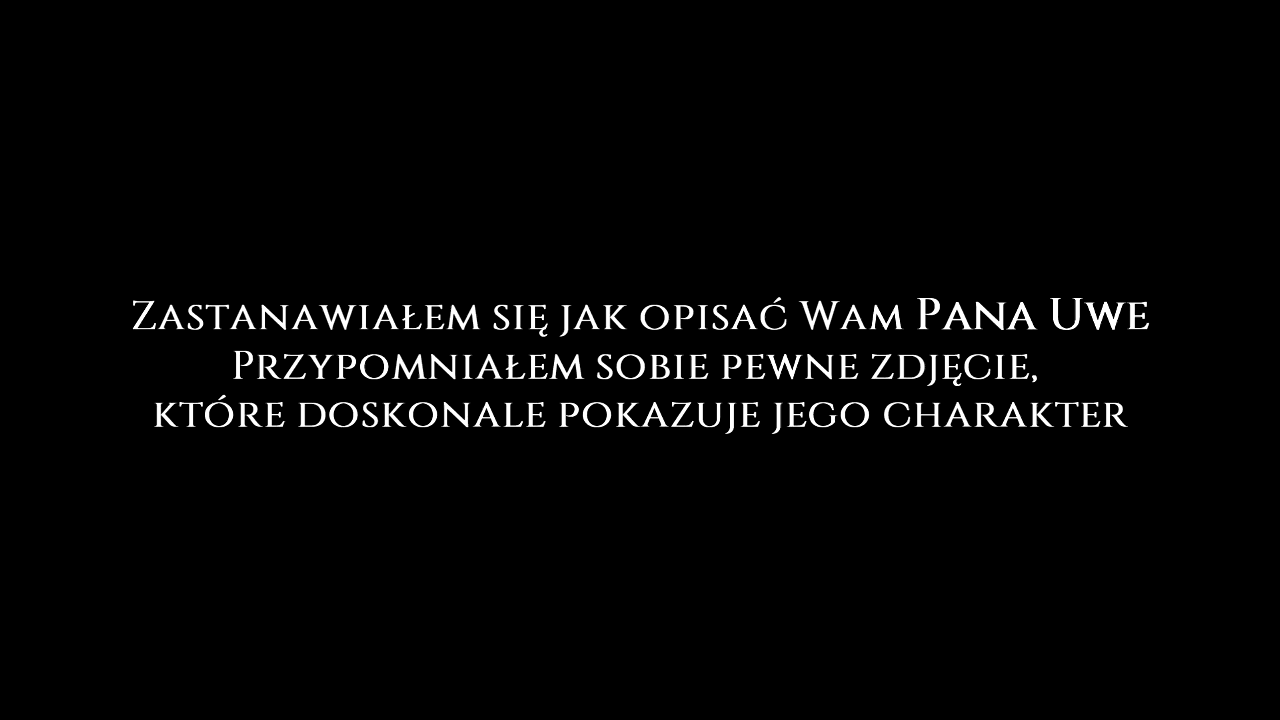 Zastanawiałem się jak opisać Wam Pana Uwe
Przypomniałem sobie pewne zdjęcie,
które doskonale pokazuje jego charakter